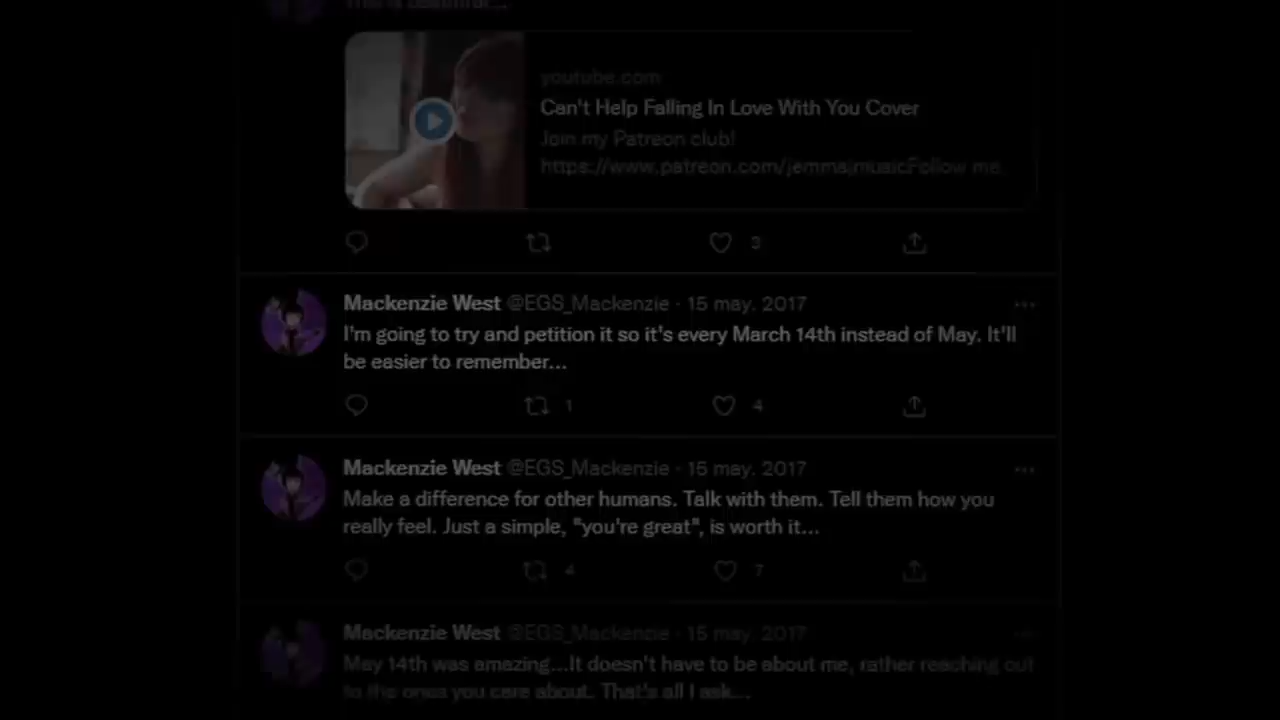 This is beautiful...
youtube.com
Can't Help Falling In Love With You Cover
Join my Patreon club!
https://www.patreon.com/jemmajmusicFollow me.
3
Mackenzie West @EGS_Mackenzie · 15 may. 2017
I'm going to try and petition it so it's every March 14th instead of May. It'll
be easier to remember...
1 4
Mackenzie West @EGS_Mackenzie · 15 may. 2017
Make a difference for other humans. Talk with them. Tell them how you
really feel. Just a simple, "you're great", is worth it...
4 7
Mackenzie West @EGS_Mackenzie · 15 may. 2017
May 14th was amazing...It doesn't have to be about me, rather reaching out
to the ones you care about. That's all I ask...